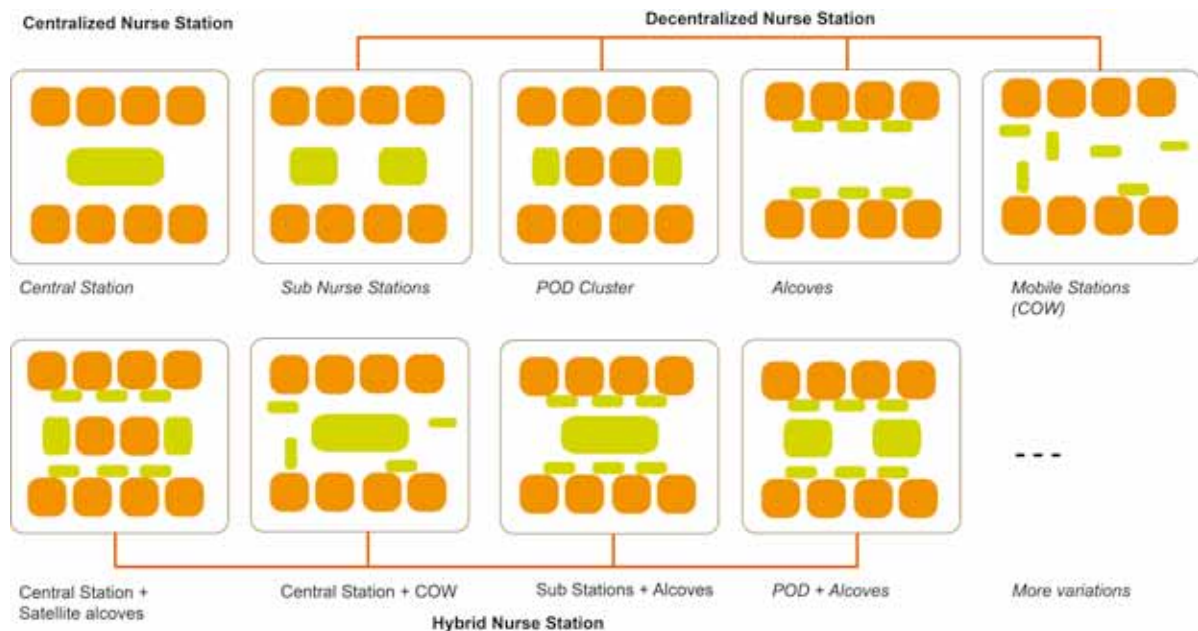 Centralized Nurse Station
Decentralized Nurse Station
Central Station
Sub Nurse Stations
POD Cluster
Alcoves
Mobile Stations
(COW)
Central Station +
Satellite alcoves
Central Station + COW
Sub Stations + Alcoves
POD + Alcoves
More variations
Hybrid Nurse Station